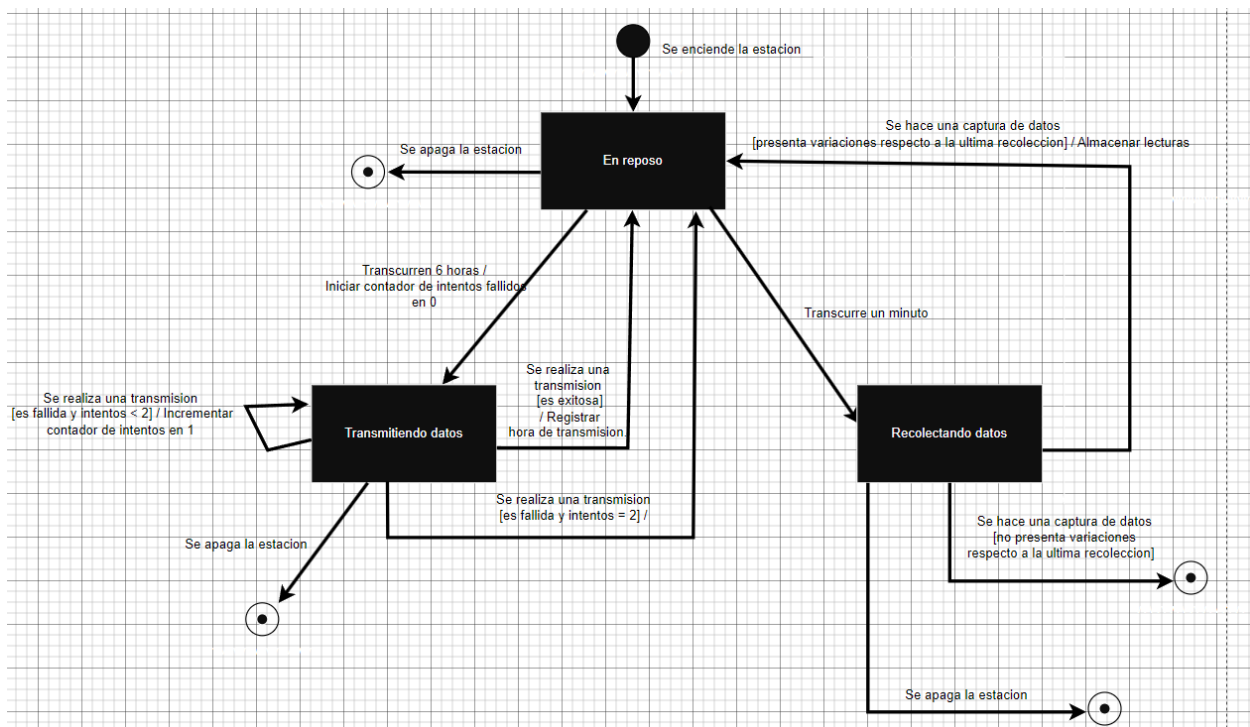 Se enciende la estacion
En reposo
Se hace una captura de datos
[presenta variaciones respecto a la ultima recoleccion] / Almacenar lecturas
Se apaga la estacion
Transcurren 6 horas /
Iniciar contador de intentos fallidos
en 0
Transcurre un minuto
Se realiza una
transmision
[es exitosa]
/ Registrar
hora de transmision.
Se realiza una transmision
[es fallida y intentos < 2] / Incrementar
contador de intentos en 1
Transmitiendo datos
Recolectando datos
Se realiza una transmision
[es fallida y intentos = 2] /
Se hace una captura de datos
[no presenta variaciones
respecto a la ultima recoleccion]
Se apaga la estacion
Se apaga la estacion